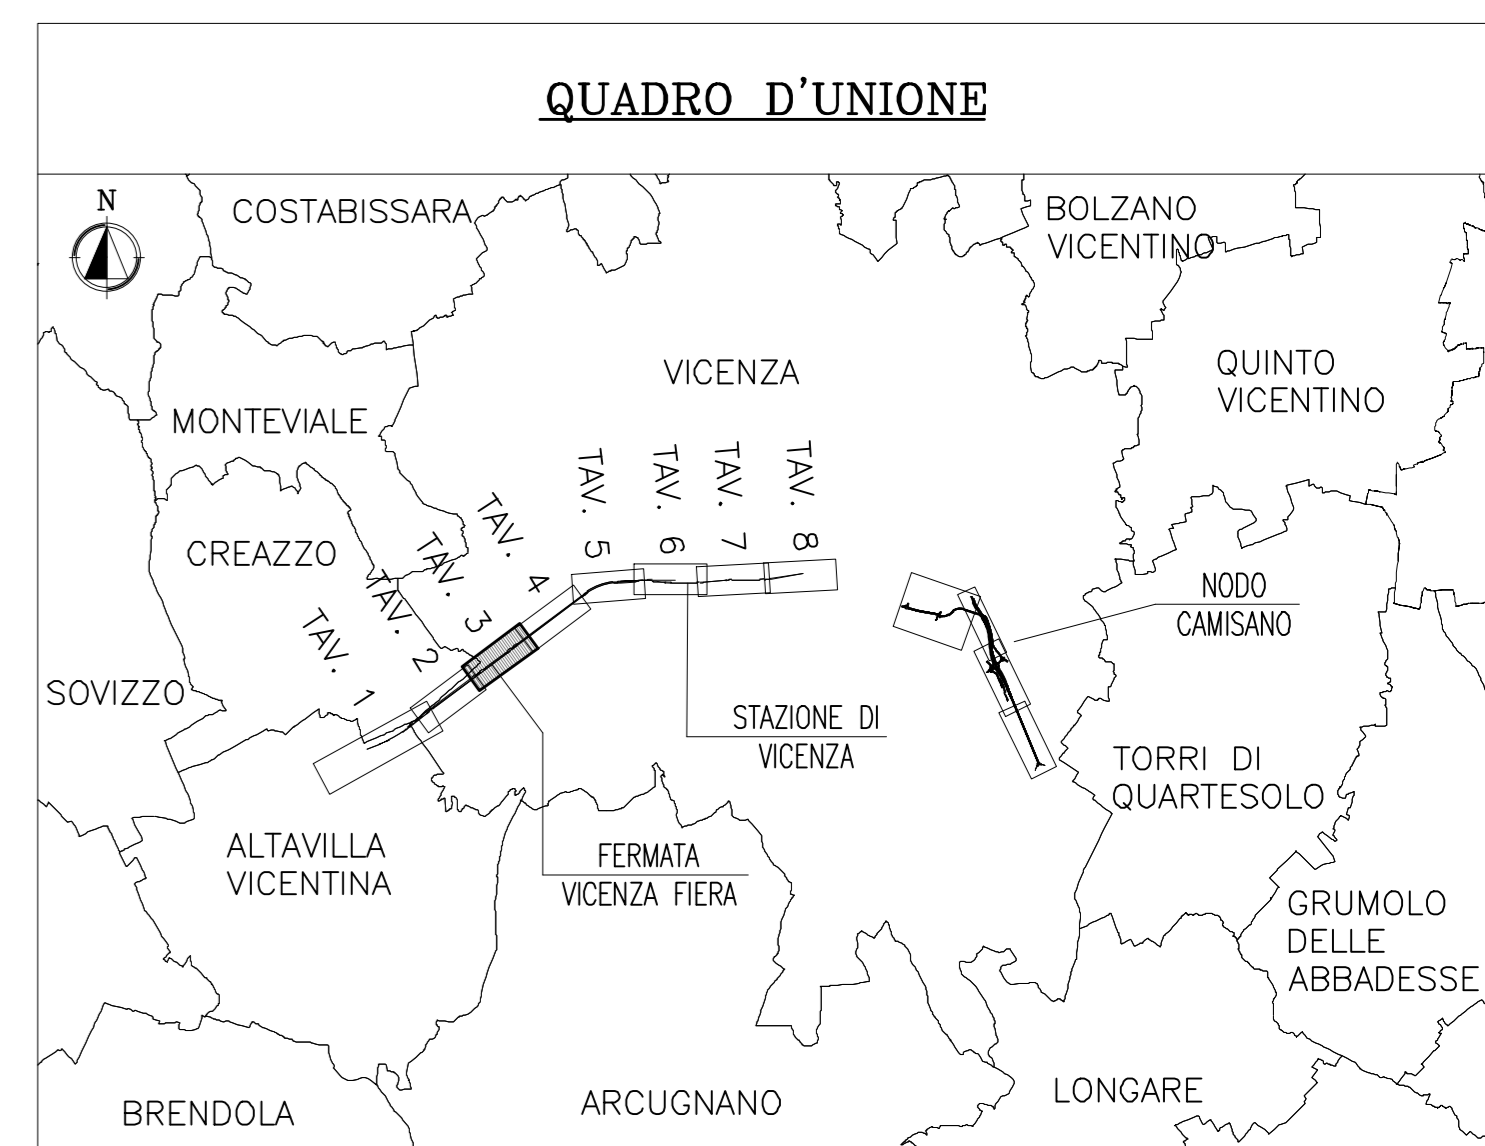 QUADRO D'UNIONE
N
COSTABISSARA
BOLZANO
VICENTINO
VICENZA
QUINTO
VICENTINO
MONTEVIALE
CREAZZO
TAV. 1
TAV. 2
TAV. 3
TAV. 4
TAV. 5
TAV. 6
TAV. 7
TAV. 8
NODO
CAMISANO
SOVIZZO
STAZIONE DI
VICENZA
TORRI DI
QUARTESOLO
ALTAVILLA
VICENTINA
FERMATA
VICENZA FIERA
GRUMOLO
DELLE
ABBADESSE
BRENDOLA
ARCUGNANO
LONGARE